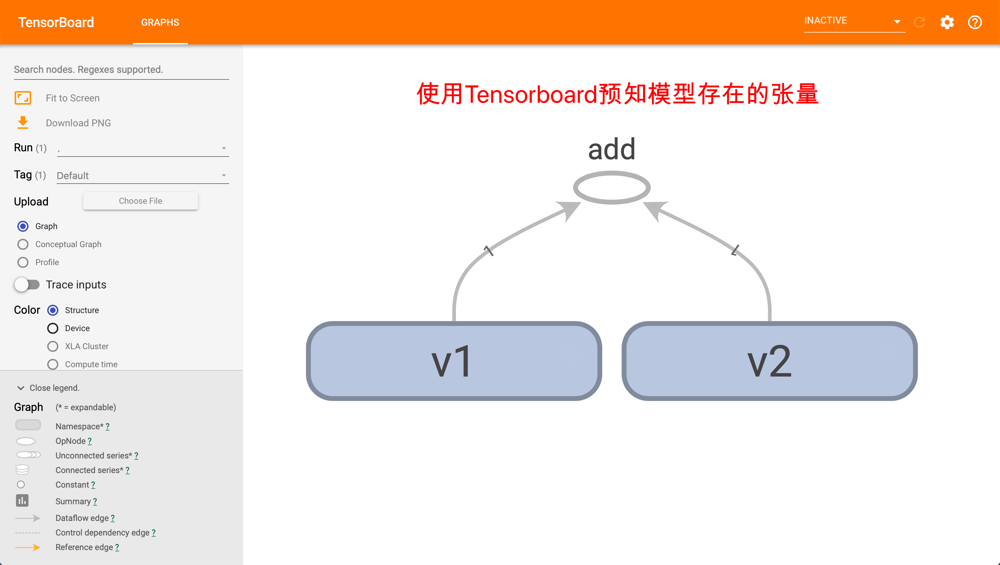 TensorBoard
GRAPHS
INACTIVE
Search nodes. Regexes supported.
Fit to Screen
Download PNG
Run (1) .
Tag (1) Default
Upload Choose File
Graph
Conceptual Graph
Profile
Trace inputs
Color Structure
Device
XLA Cluster
Compute time
Close legend.
Graph (* = expandable)
Namespace* ?
OpNode ?
Unconnected series* ?
Connected series* ?
Constant ?
Summary ?
Dataflow edge ?
Control dependency edge ?
Reference edge ?
使用Tensorboard预知模型存在的张量
add
1
1
v1
v2